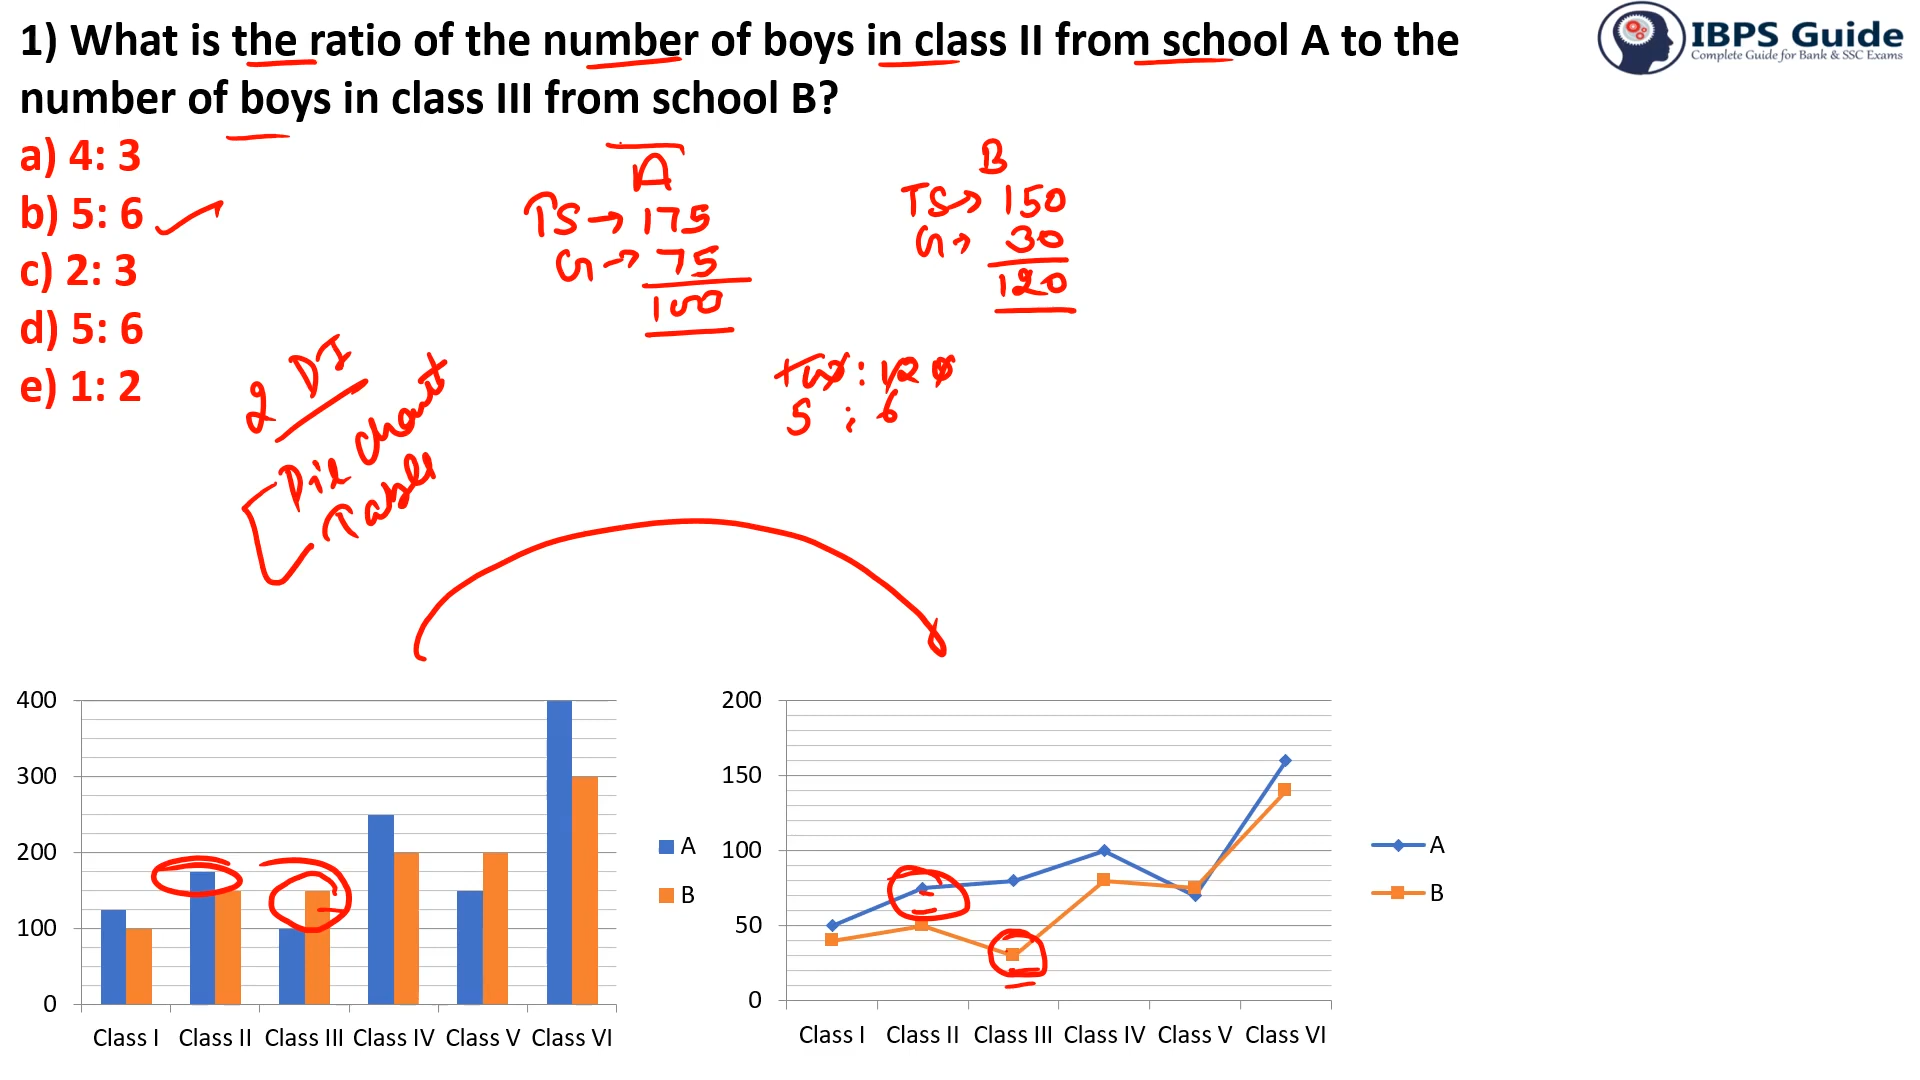 1) What is the ratio of the number of boys in class II from school A to the
number of boys in class III from school B?
IBPS Guide
Complete Guide for Bank & SSC Exams
a) 4: 3
b) 5: 6
c) 2: 3
d) 5: 6
e) 1: 2
A
TS → 175
G → 75
100
B
TS → 150
G → 30
120
100 : 120
5 : 6
2 DI
Pie Chart
Table
400
300
200
100
0
Class I Class II Class III Class IV Class V Class VI
A
B
200
150
100
50
0
Class I Class II Class III Class IV Class V Class VI
A
B